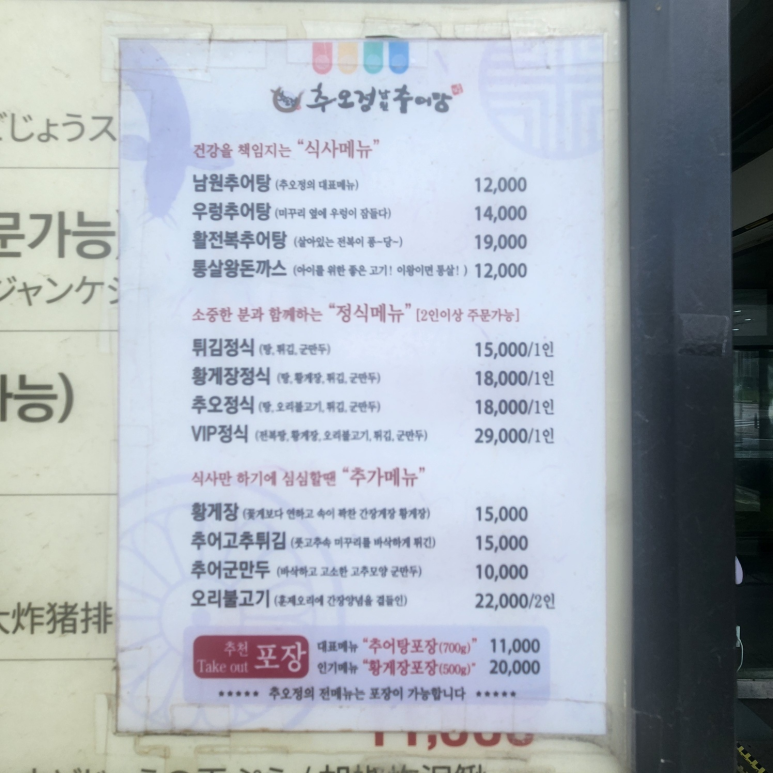 추오정남원추어탕
건강을 책임지는 "식사메뉴"
남원추어탕 (추오정의 대표메뉴) 12,000
우렁추어탕 (미꾸리 옆에 우렁이 잠들다) 14,000
활전복추어탕 (살아있는 전복이 퐁~당~) 19,000
통살왕돈까스 (아이를 위한 좋은 고기! 이왕이면 통살!) 12,000
소중한 분과 함께하는 "정식메뉴" [2인이상 주문가능]
튀김정식 (탕, 튀김, 군만두) 15,000/1인
황게장정식 (탕, 황게장, 튀김, 군만두) 18,000/1인
추오정식 (탕, 오리불고기, 튀김, 군만두) 18,000/1인
VIP정식 (전복탕, 황게장, 오리불고기, 튀김, 군만두) 29,000/1인
식사만 하기에 심심할땐 "추가메뉴"
황게장 (꽃게보다 연하고 속이 꽉찬 간장게장 황게장) 15,000
추어고추튀김 (풋고추속 미꾸리를 바삭하게 튀긴) 15,000
추어군만두 (바삭하고 고소한 고추모양 군만두) 10,000
오리불고기 (훈제오리에 간장양념을 곁들인) 22,000/2인
추천 Take out 포장
대표메뉴 "추어탕포장(700g)" 11,000
인기메뉴 "황게장포장(500g)" 20,000
★★★★★ 추오정의 전메뉴는 포장이 가능합니다 ★★★★★
どじょうス
문가능)
ジャンケジ
가능)
大炸猪排